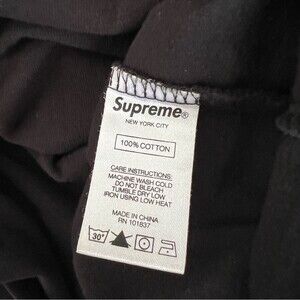 Supreme®
NEW YORK CITY
100% COTTON
CARE INSTRUCTIONS:
MACHINE WASH COLD
DO NOT BLEACH
TUMBLE DRY LOW
IRON USING LOW HEAT
MADE IN CHINA
RN 101837
30°